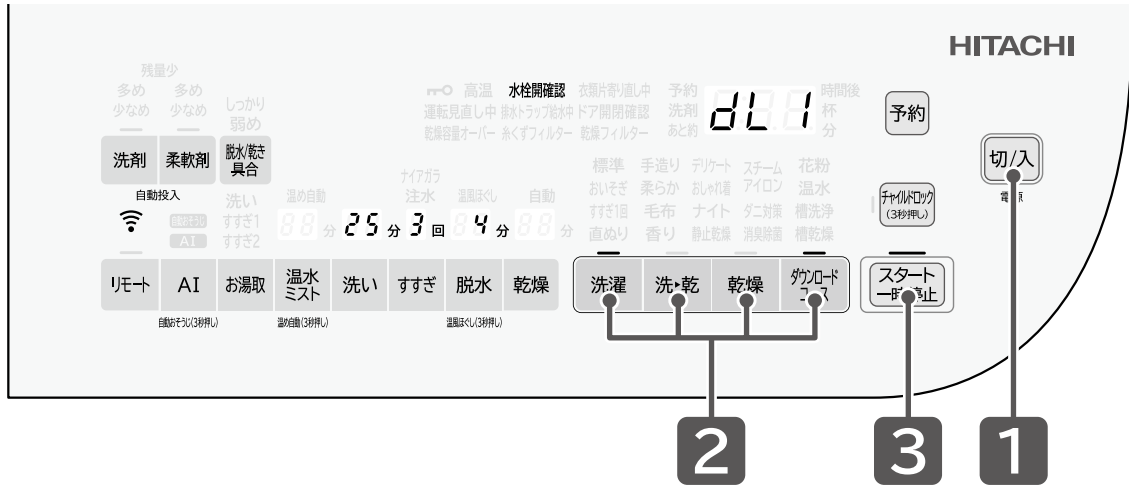 HITACHI
残量少
多め 多め
少なめ 少なめ
しっかり
弱め
高温 水栓開確認 衣類片寄り直し中
運転見直し中 排水トラップ給水中 ドア開閉確認
乾燥容量オーバー 糸くずフィルター 乾燥フィルター
予約
洗剤
あと約
dL 1
時間後
杯
分
予約
切/入
電源
洗剤 柔軟剤 脱水/乾き具合
自動投入
チャイルドロック
(3秒押し)
標準 手造り デリケート スチーム 花粉
おいそぎ 柔らか おしゃれ着 アイロン 温水
すすぎ1回 毛布 ナイト ダニ対策 槽洗浄
直ぬり 香り 静止乾燥 消臭除菌 槽乾燥
自動おそうじ
AI
洗い
すすぎ1
すすぎ2
温め自動
ナイアガラ
注水
温風ほぐし
自動
88 分 25 分 3 回 4 分 88 分
リモート AI お湯取 温水ミスト 洗い すすぎ 脱水 乾燥 洗濯 洗▸乾 乾燥 ダウンロードコース スタート
一時停止
自動おそうじ(3秒押し) 温め自動(3秒押し) 温風ほぐし(3秒押し)
2 3 1